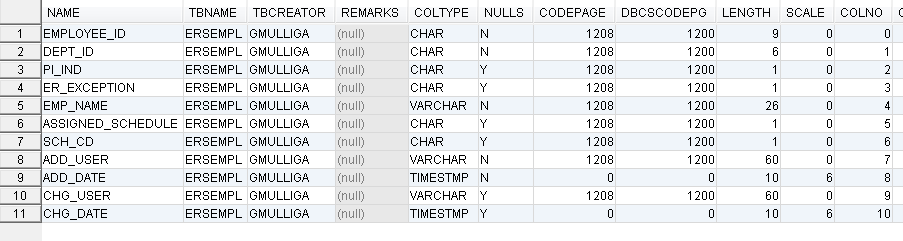 NAME TBNAME TBCREATOR REMARKS COLTYPE NULLS CODEPAGE DBCSCODEPG LENGTH SCALE COLNO
1 EMPLOYEE_ID ERSEMPL GMULLIGA (null) CHAR N 1208 1200 9 0 0
2 DEPT_ID ERSEMPL GMULLIGA (null) CHAR N 1208 1200 6 0 1
3 PI_IND ERSEMPL GMULLIGA (null) CHAR Y 1208 1200 1 0 2
4 ER_EXCEPTION ERSEMPL GMULLIGA (null) CHAR Y 1208 1200 1 0 3
5 EMP_NAME ERSEMPL GMULLIGA (null) VARCHAR N 1208 1200 26 0 4
6 ASSIGNED_SCHEDULE ERSEMPL GMULLIGA (null) CHAR Y 1208 1200 1 0 5
7 SCH_CD ERSEMPL GMULLIGA (null) CHAR Y 1208 1200 1 0 6
8 ADD_USER ERSEMPL GMULLIGA (null) VARCHAR N 1208 1200 60 0 7
9 ADD_DATE ERSEMPL GMULLIGA (null) TIMESTMP N 0 0 10 6 8
10 CHG_USER ERSEMPL GMULLIGA (null) VARCHAR Y 1208 1200 60 0 9
11 CHG_DATE ERSEMPL GMULLIGA (null) TIMESTMP Y 0 0 10 6 10